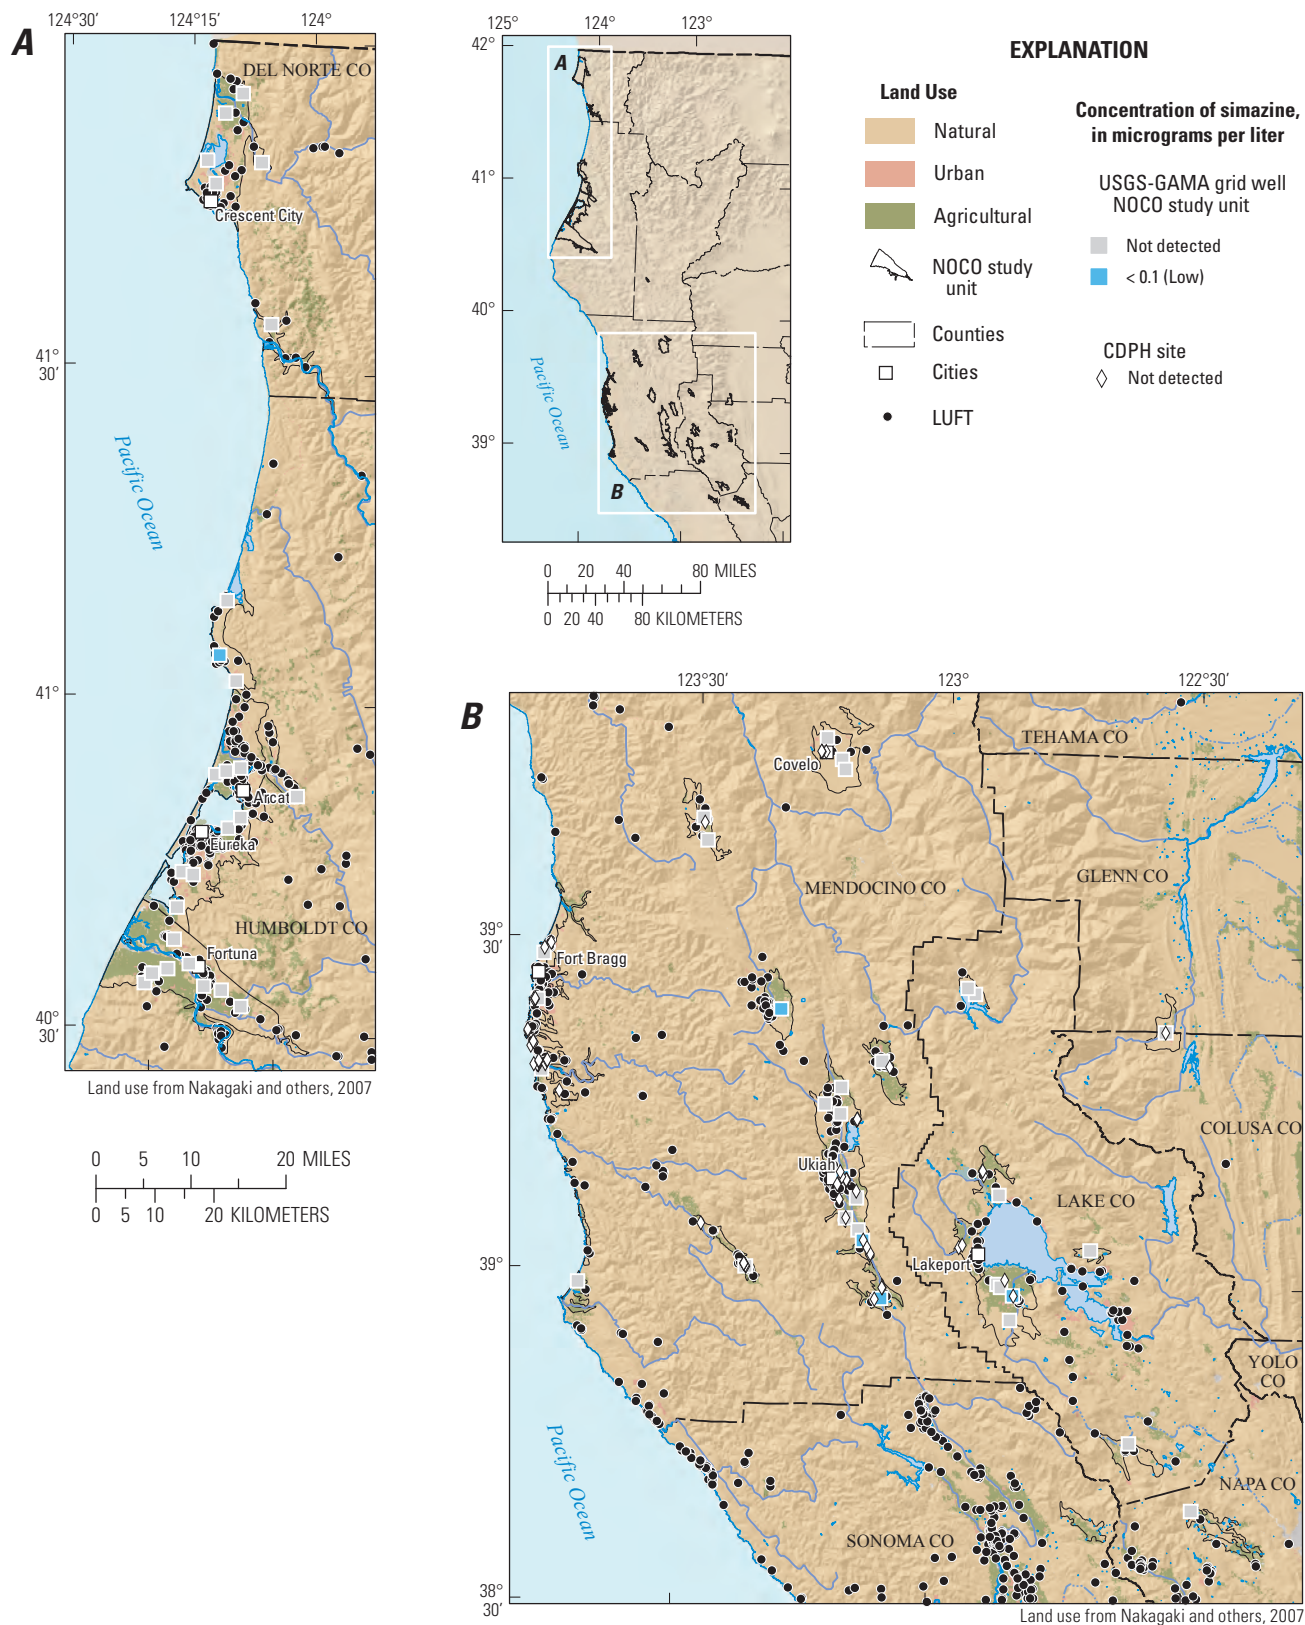 A
124°30'
124°15'
124°
DEL NORTE CO
Crescent City
41°
30'
Pacific Ocean
41°
Arcata
Eureka
HUMBOLDT CO
Fortuna
40°
30'
Land use from Nakagaki and others, 2007
0 5 10 20 MILES
0 5 10 20 KILOMETERS
125°
124°
123°
42°
A
41°
40°
Pacific Ocean
39°
B
0 20 40 80 MILES
0 20 40 80 KILOMETERS
EXPLANATION
Land Use
Natural
Urban
Agricultural
NOCO study
unit
Counties
Cities
LUFT
Concentration of simazine,
in micrograms per liter
USGS-GAMA grid well
NOCO study unit
Not detected
< 0.1 (Low)
CDPH site
Not detected
B
123°30'
123°
122°30'
TEHAMA CO
Covelo
MENDOCINO CO
GLENN CO
39°
30'
Fort Bragg
COLUSA CO
Ukiah
LAKE CO
39°
Lakeport
YOLO
CO
NAPA CO
Pacific Ocean
SONOMA CO
38°
30'
Land use from Nakagaki and others, 2007